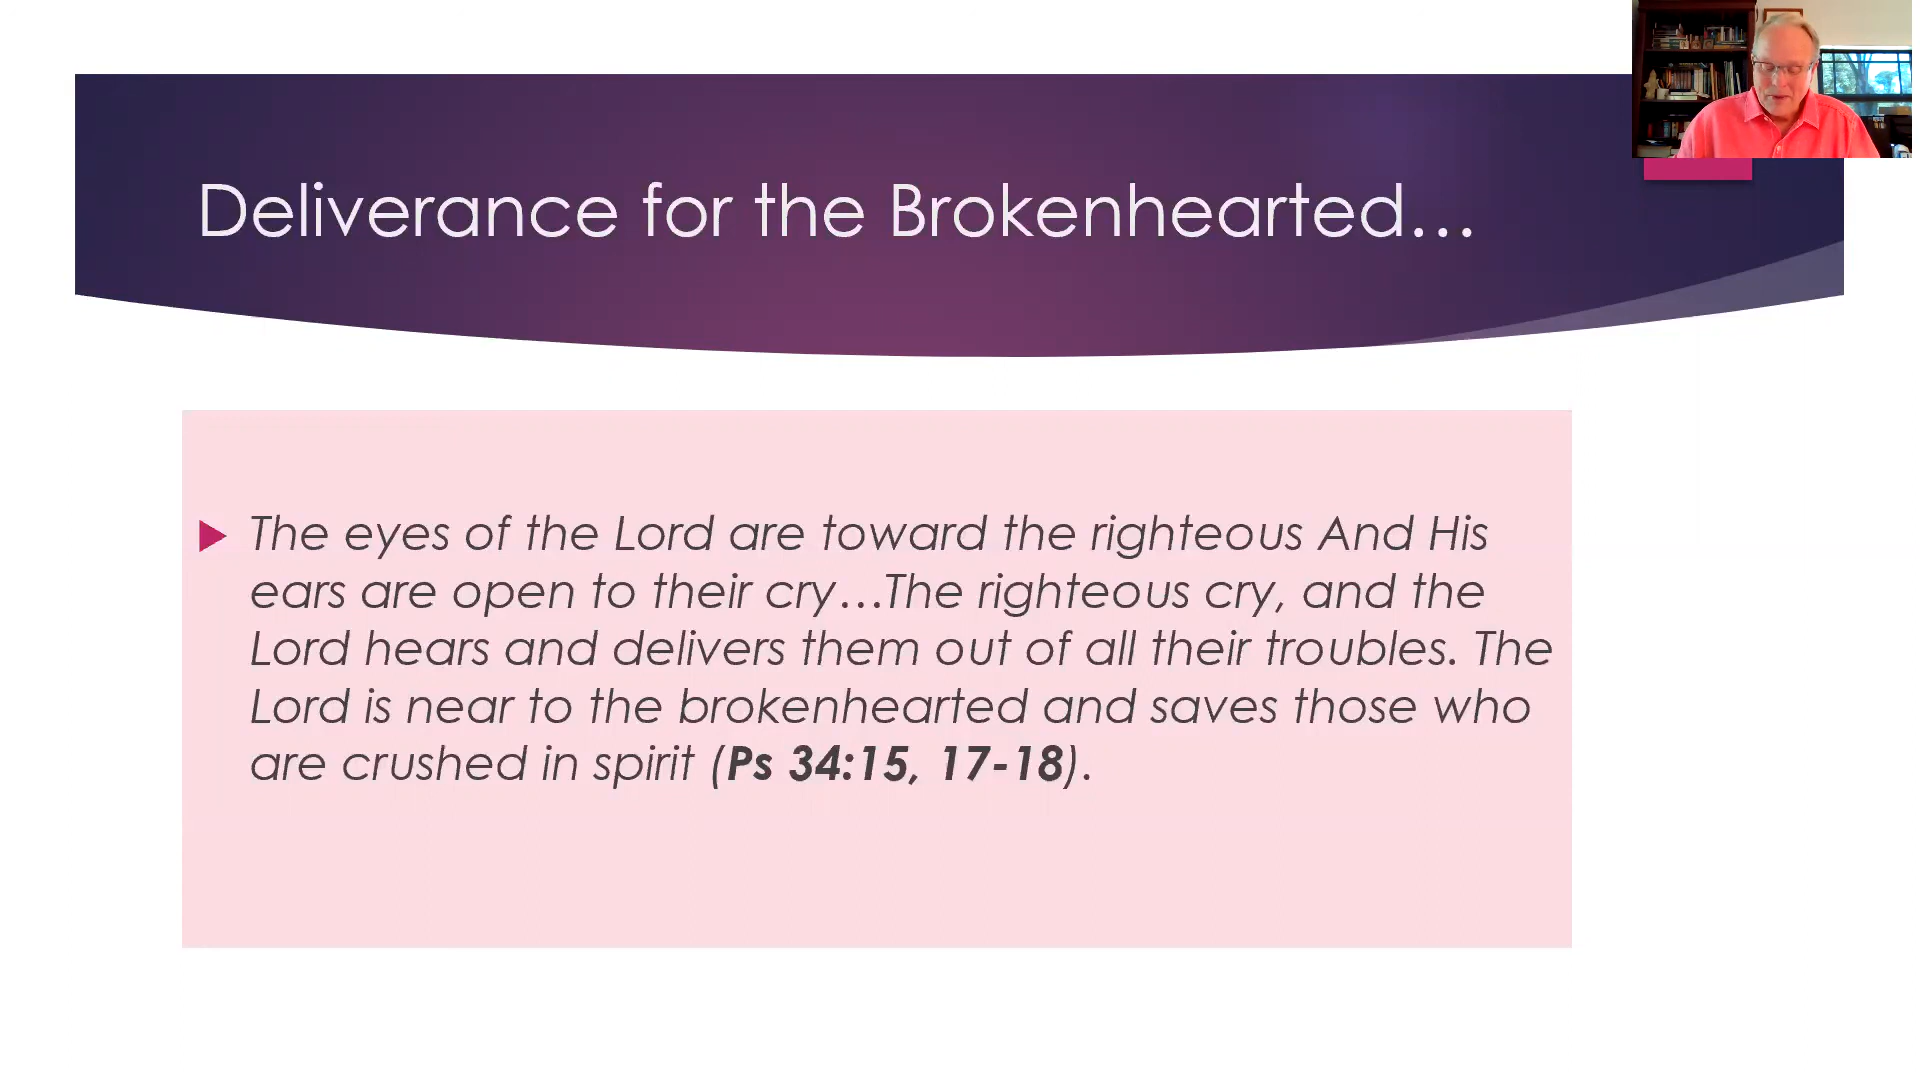 Deliverance for the Brokenhearted…
The eyes of the Lord are toward the righteous And His
ears are open to their cry…The righteous cry, and the
Lord hears and delivers them out of all their troubles. The
Lord is near to the brokenhearted and saves those who
are crushed in spirit (Ps 34:15, 17-18).